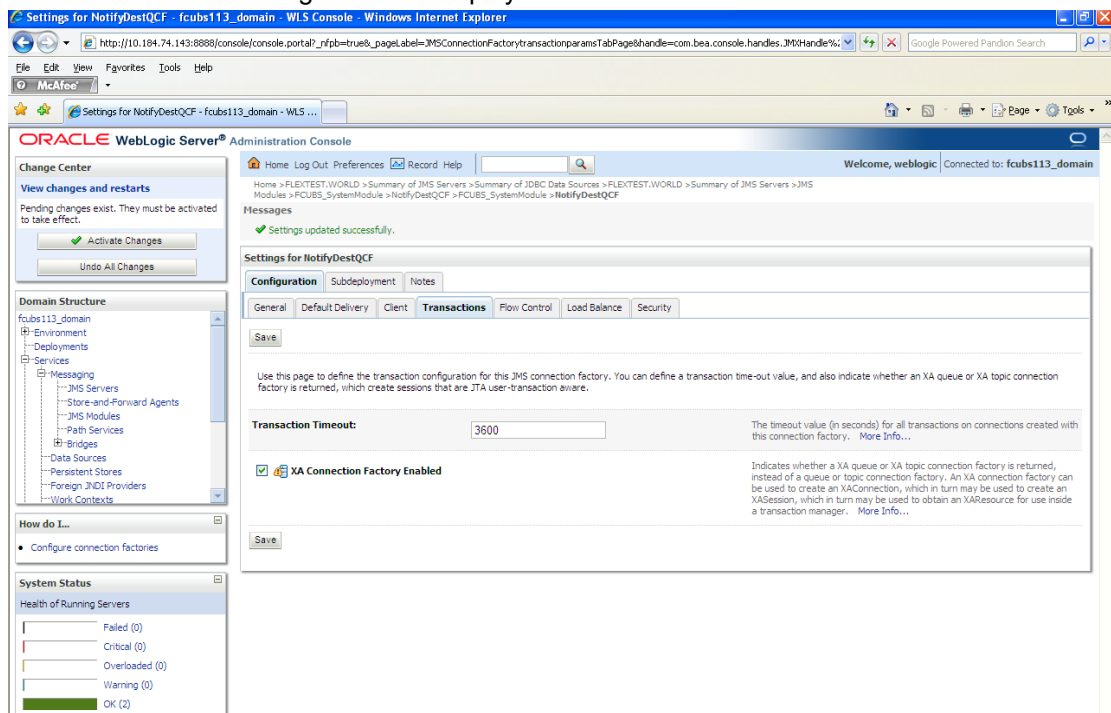 Settings for NotifyDestQCF - fcubs113_domain - WLS Console - Windows Internet Explorer
http://10.184.74.143:8888/console/console.portal?_nfpb=true&_pageLabel=JMSConnectionFactorytransactionparamsTabPage&handle=com.bea.console.handles.JMXHandle%;
Google Powered Pandion Search
File Edit View Favorites Tools Help
McAfee
Settings for NotifyDestQCF - fcubs113_domain - WLS ...
Page Tools »
ORACLE WebLogic Server® Administration Console
Change Center
View changes and restarts
Pending changes exist. They must be activated
to take effect.
Activate Changes
Undo All Changes
Domain Structure
fcubs113_domain
Environment
Deployments
Services
Messaging
JMS Servers
Store-and-Forward Agents
JMS Modules
Path Services
Bridges
Data Sources
Persistent Stores
Foreign JNDI Providers
Work Contexts
How do I...
Configure connection factories
System Status
Health of Running Servers
Failed (0)
Critical (0)
Overloaded (0)
Warning (0)
OK (2)
Home Log Out Preferences Record Help
Welcome, weblogic Connected to: fcubs113_domain
Home >FLEXTEST.WORLD >Summary of JMS Servers >Summary of JDBC Data Sources >FLEXTEST.WORLD >Summary of JMS Servers >JMS
Modules >FCUBS_SystemModule >NotifyDestQCF >FCUBS_SystemModule >NotifyDestQCF
Messages
Settings updated successfully.
Settings for NotifyDestQCF
Configuration Subdeployment Notes
General Default Delivery Client Transactions Flow Control Load Balance Security
Save
Use this page to define the transaction configuration for this JMS connection factory. You can define a transaction time-out value, and also indicate whether an XA queue or XA topic connection
factory is returned, which create sessions that are JTA user-transaction aware.
Transaction Timeout:
3600
The timeout value (in seconds) for all transactions on connections created with
this connection factory. More Info...
XA Connection Factory Enabled
Indicates whether a XA queue or XA topic connection factory is returned,
instead of a queue or topic connection factory. An XA connection factory can
be used to create an XAConnection, which in turn may be used to create an
XASession, which in turn may be used to obtain an XAResource for use inside
a transaction manager. More Info...
Save